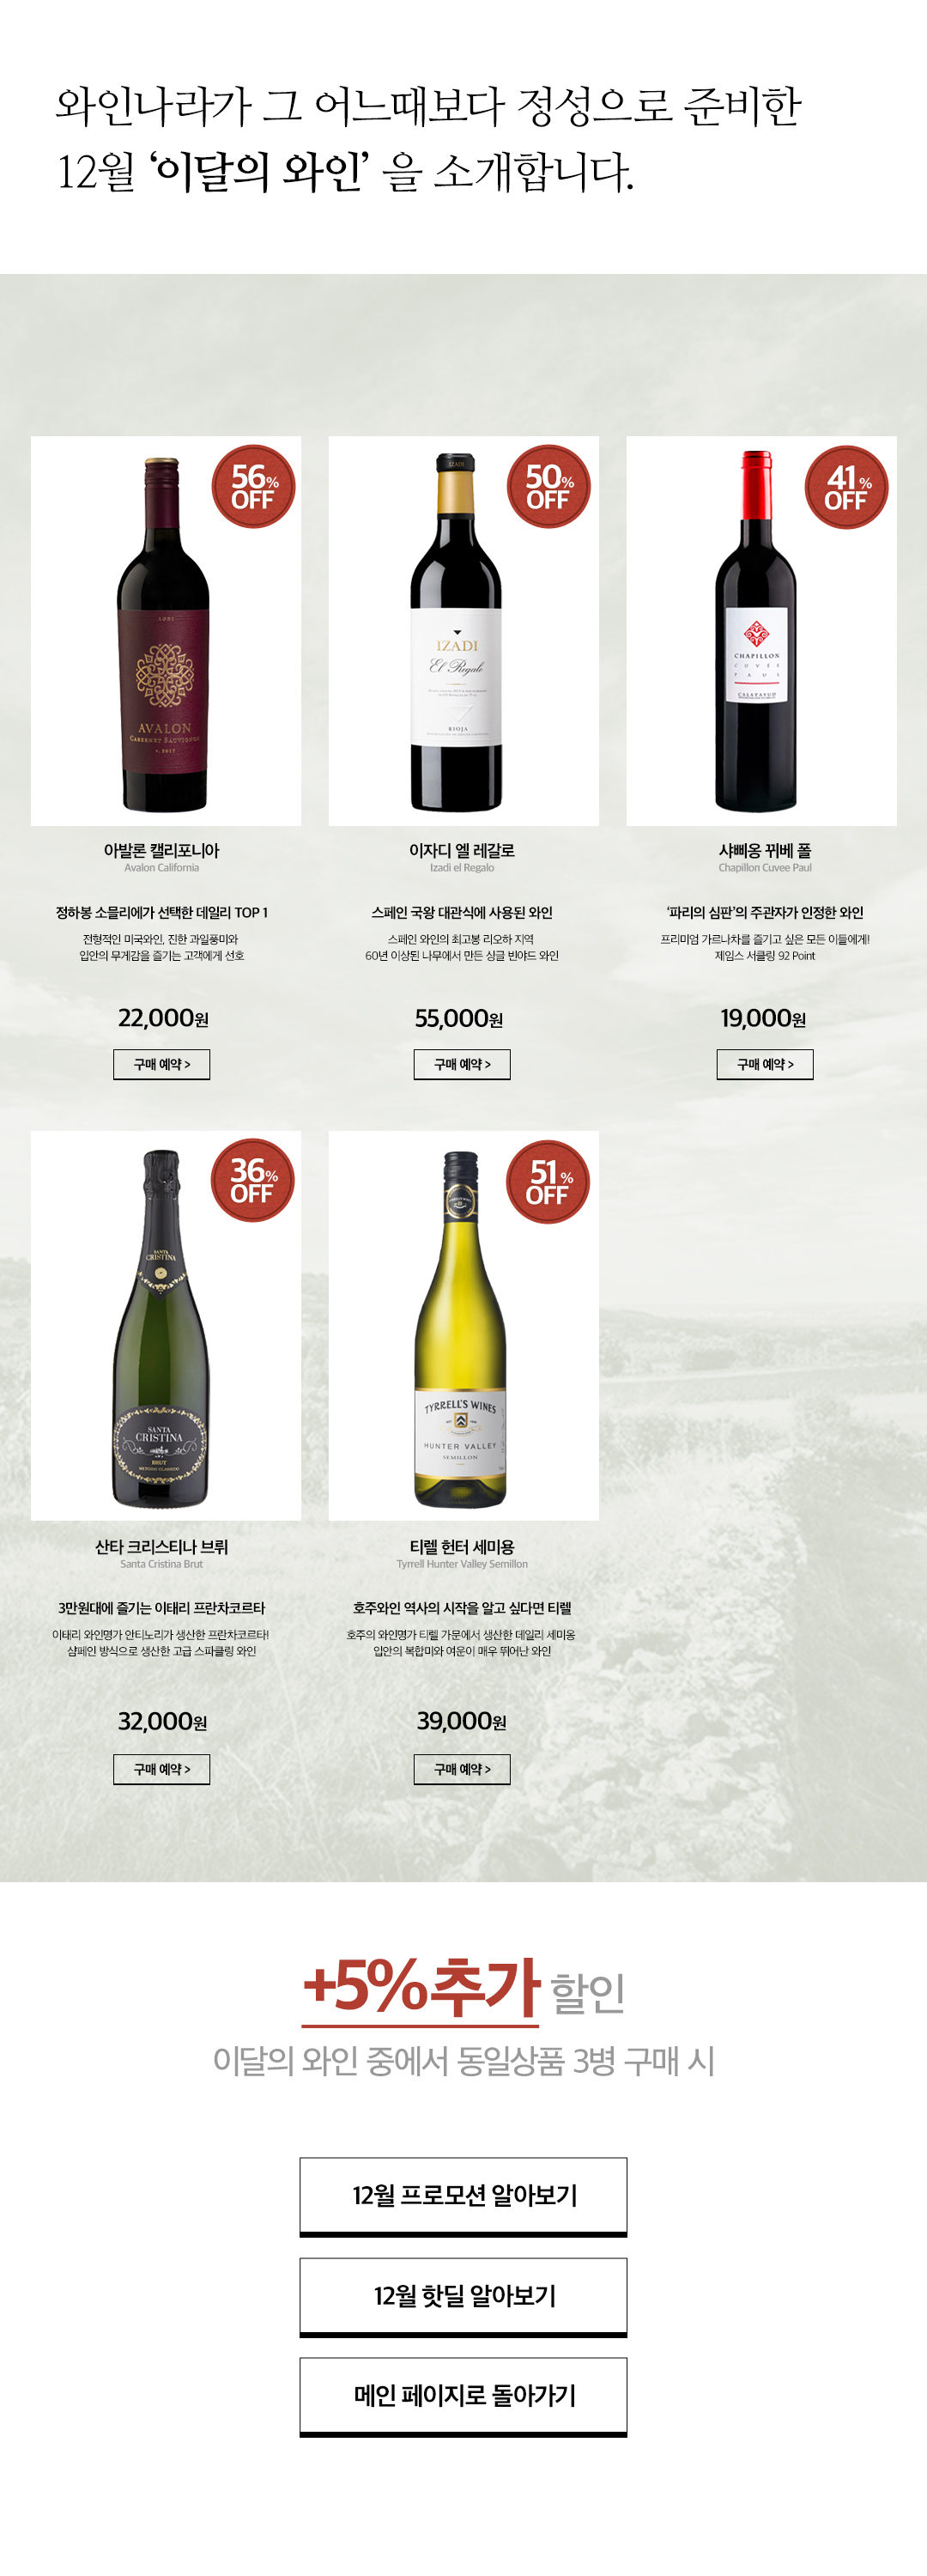 와인나라가 그 어느때보다 정성으로 준비한
12월 ‘이달의 와인’ 을 소개합니다.
56% OFF
50% OFF
41% OFF
LODI
AVALON
CABERNET SAUVIGNON
IZADI
IZADI
El Regalo
RIOJA
CHAPILLON
CUVÉE
PAUL
CALATAYUD
아발론 캘리포니아
Avalon California
정하봉 소믈리에가 선택한 데일리 TOP 1
전형적인 미국와인, 진한 과일풍미와
입안의 무게감을 즐기는 고객에게 선호
22,000원
구매 예약 >
이자디 엘 레갈로
Izadi el Regalo
스페인 국왕 대관식에 사용된 와인
스페인 와인의 최고봉 리오하 지역
60년 이상된 나무에서 만든 싱글 빈야드 와인
55,000원
구매 예약 >
샤삐옹 뀌베 폴
Chapillon Cuvee Paul
‘파리의 심판’의 주관자가 인정한 와인
프리미엄 가르나차를 즐기고 싶은 모든 이들에게!
제임스 서클링 92 Point
19,000원
구매 예약 >
36% OFF
51% OFF
SANTA
CRISTINA
SANTA
CRISTINA
BRUT
METODO CLASSICO
TYRRELL'S WINES
HUNTER VALLEY
SEMILLON
산타 크리스티나 브뤼
Santa Cristina Brut
3만원대에 즐기는 이태리 프란차코르타
이태리 와인명가 안티노리가 생산한 프란차코르타!
샴페인 방식으로 생산한 고급 스파클링 와인
32,000원
구매 예약 >
티렐 헌터 세미용
Tyrrell Hunter Valley Semillon
호주와인 역사의 시작을 알고 싶다면 티렐
호주의 와인명가 티렐 가문에서 생산한 데일리 세미용
입안의 복합미와 여운이 매우 뛰어난 와인
39,000원
구매 예약 >
+5%추가 할인
이달의 와인 중에서 동일상품 3병 구매 시
12월 프로모션 알아보기
12월 핫딜 알아보기
메인 페이지로 돌아가기